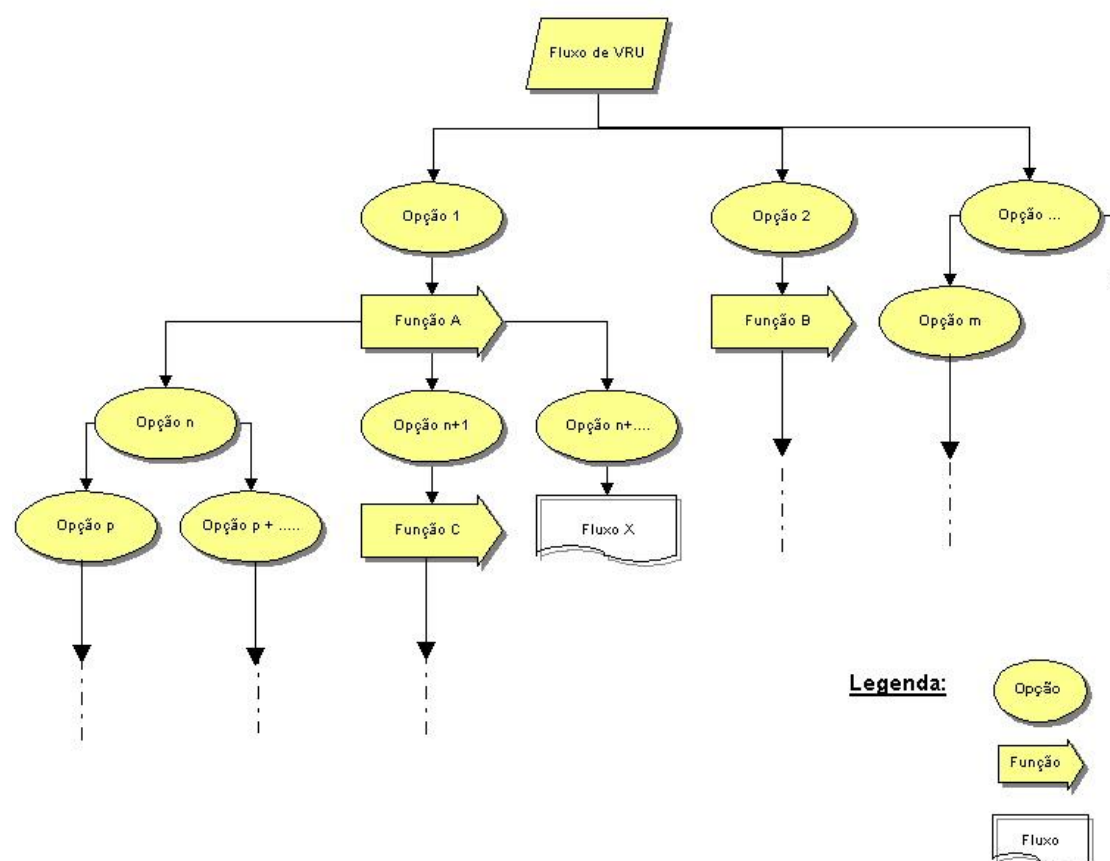 Fluxo de VRU
Opção 1
Opção 2
Opção ...
Função A
Função B
Opção m
Opção n
Opção n+1
Opção n+....
Opção p
Opção p + .....
Função C
Fluxo X
Legenda:
Opção
Função
Fluxo